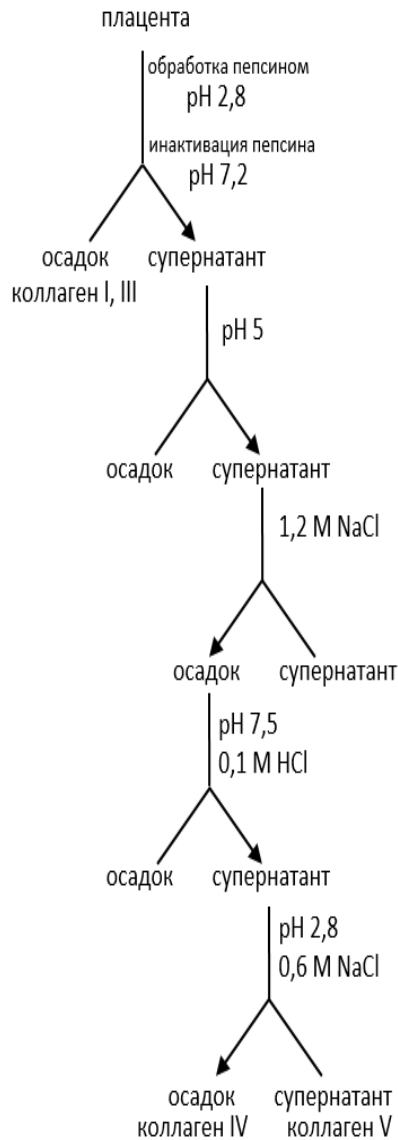 плацента
обработка пепсином
pH 2,8
инактивация пепсина
pH 7,2
осадок супернатант
коллаген I, III
pH 5
осадок супернатант
1,2 M NaCl
осадок супернатант
pH 7,5
0,1 M HCl
осадок супернатант
pH 2,8
0,6 M NaCl
осадок супернатант
коллаген IV коллаген V